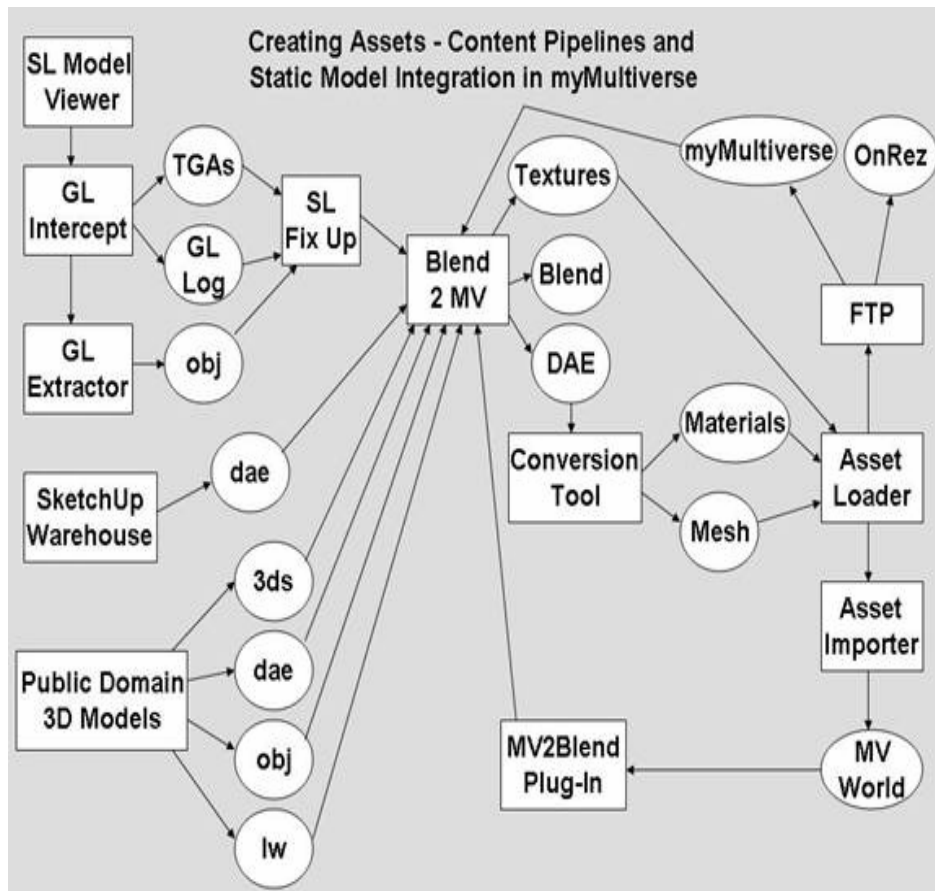 Creating Assets - Content Pipelines and
Static Model Integration in myMultiverse
SL Model
Viewer
GL
Intercept
TGAs
GL
Log
SL
Fix Up
GL
Extractor
obj
SketchUp
Warehouse
dae
Public Domain
3D Models
3ds
dae
obj
lw
Blend
2 MV
Textures
Blend
DAE
Conversion
Tool
Materials
Mesh
myMultiverse
OnRez
FTP
Asset
Loader
Asset
Importer
MV
World
MV2Blend
Plug-In